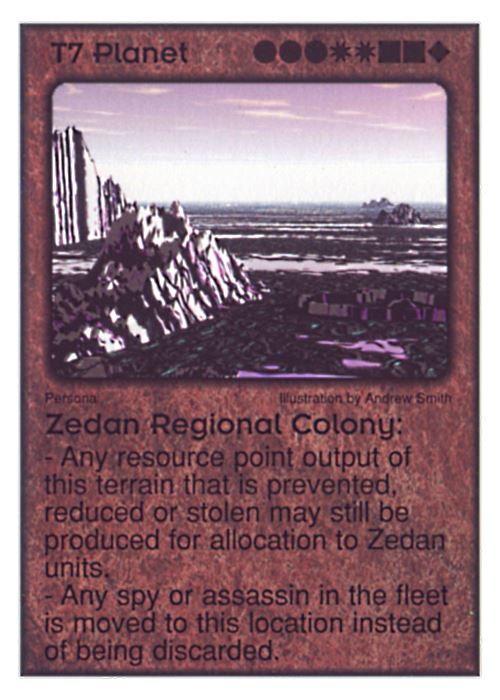 T7 Planet
Persona
Illustration by Andrew Smith
Zedan Regional Colony:
- Any resource point output of
this terrain that is prevented,
reduced or stolen may still be
produced for allocation to Zedan
units.
- Any spy or assassin in the fleet
is moved to this location instead
of being discarded.